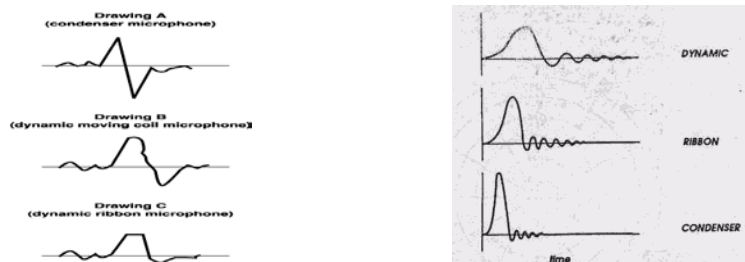 Drawing A
(condenser microphone)
Drawing B
(dynamic moving coil microphone)
Drawing C
(dynamic ribbon microphone)
DYNAMIC
RIBBON
CONDENSER
time